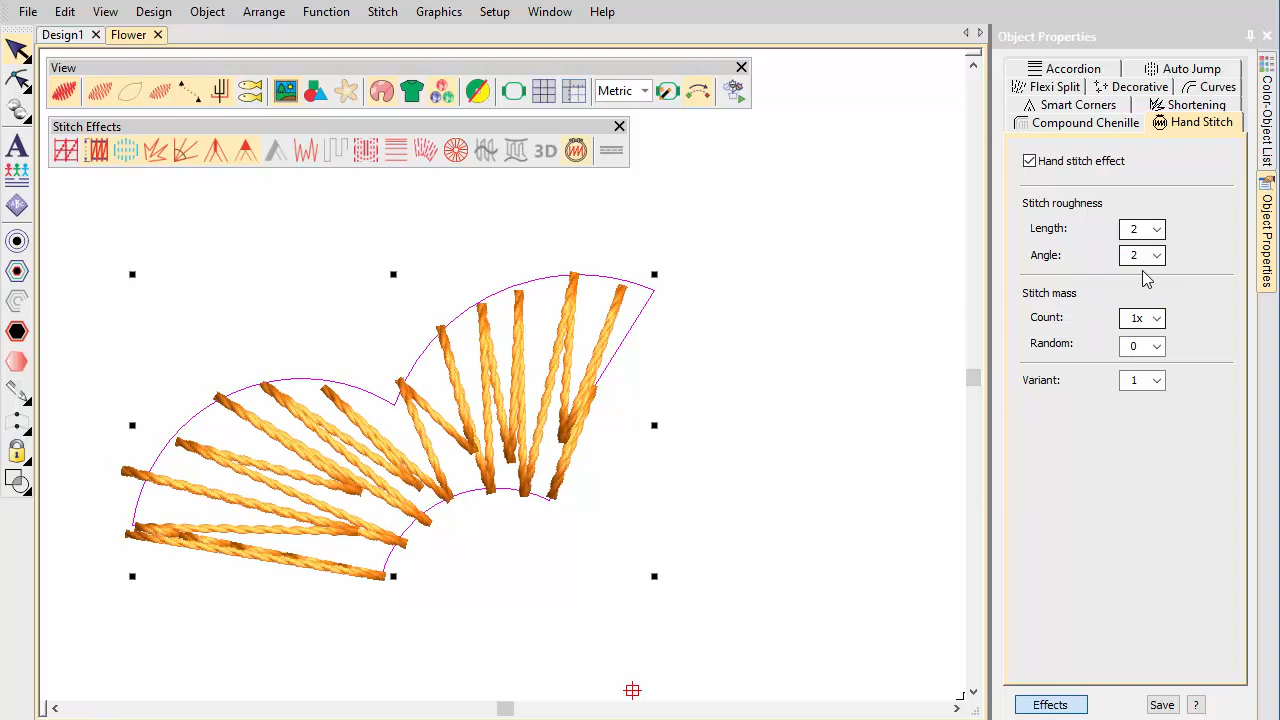 File Edit View Design Object Arrange Function Stitch Graphics Setup Window Help
Design1 Flower
View
Metric
Stitch Effects
3D
Object Properties
Accordion Auto Jump
Flexi Split Decorative Curves
Smart Corners Shortening
Compound Chenille Hand Stitch
Hand stitch effect
Stitch roughness
Length: 2
Angle: 2
Stitch mass
Count: 1x
Random: 0
Variant: 1
Effects Save ?
Color-Object List
Object Properties
A
ABC